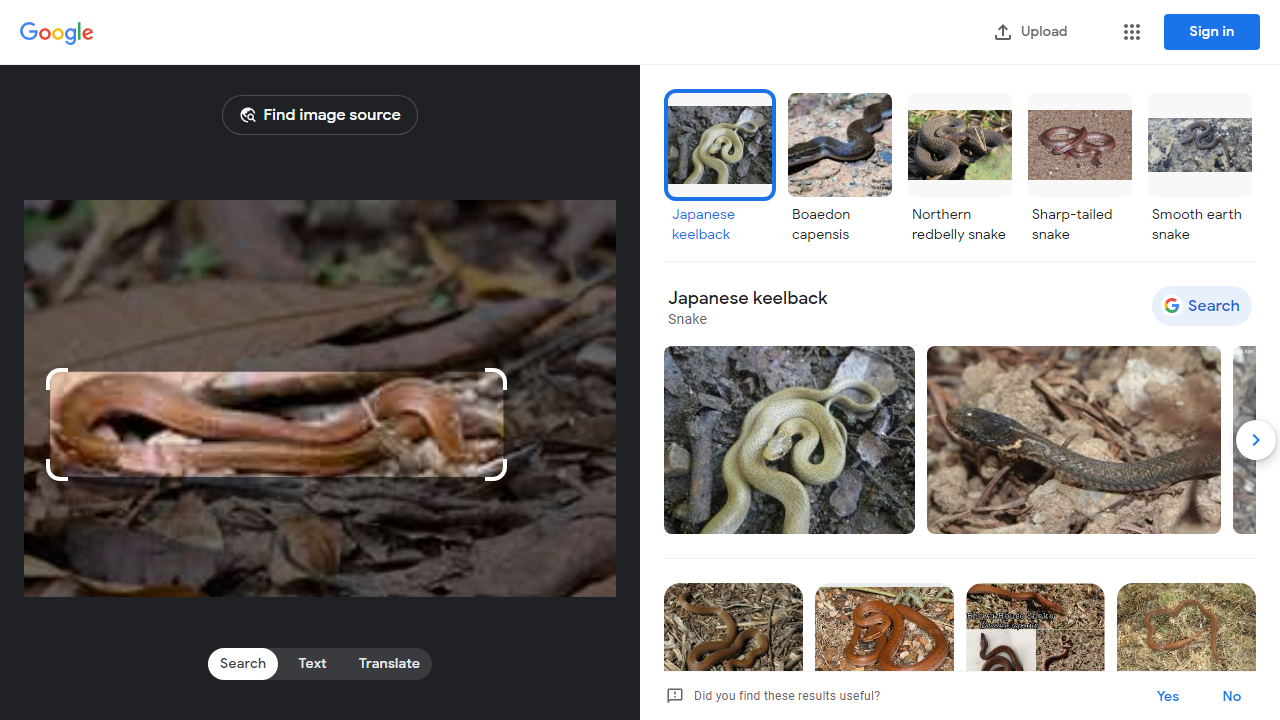 Google
Upload
Sign in
Find image source
Search
Text
Translate
Japanese
keelback
Boaedon
capensis
Northern
redbelly snake
Sharp-tailed
snake
Smooth earth
snake
Japanese keelback
Snake
Search
Did you find these results useful?
Yes
No